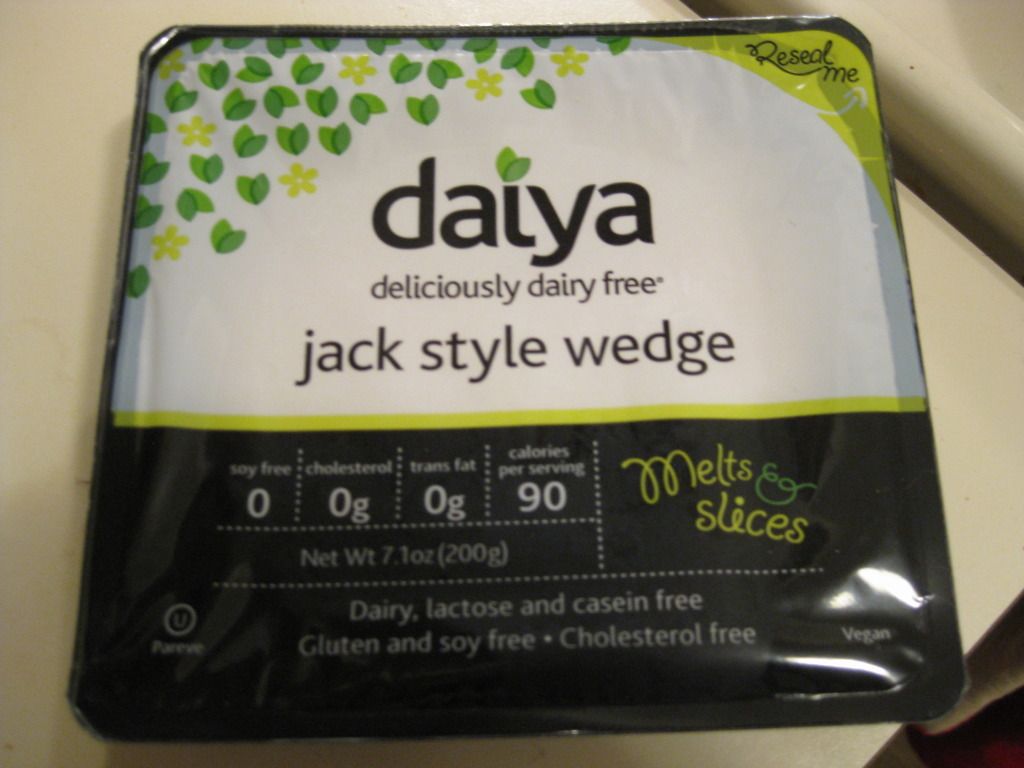 Reseal
me
daiya
deliciously dairy free®
jack style wedge
soy free cholesterol trans fat calories per serving
0 0g 0g 90
Melts &
slices
Net Wt 7.1oz (200g)
Dairy, lactose and casein free
Gluten and soy free • Cholesterol free
U
Pareve
Vegan